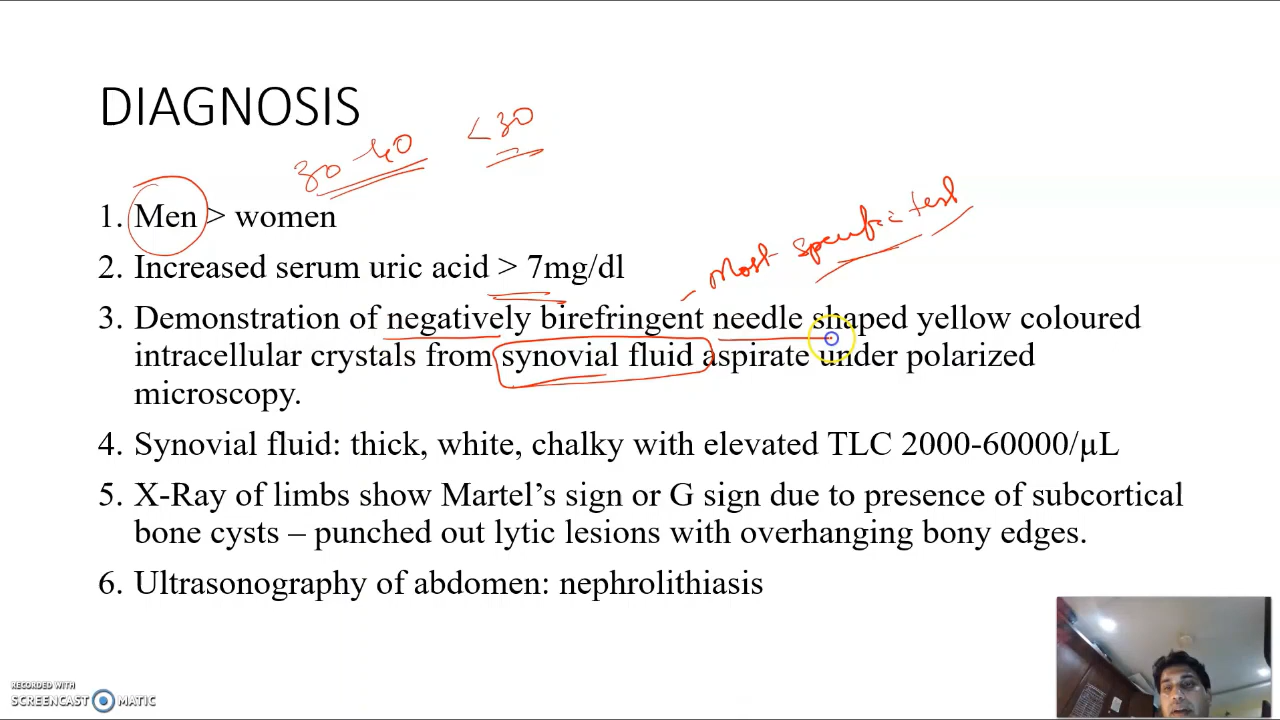 DIAGNOSIS
30-40 <30
1. Men > women
Most specific test
2. Increased serum uric acid > 7mg/dl
3. Demonstration of negatively birefringent needle shaped yellow coloured
intracellular crystals from synovial fluid aspirate under polarized
microscopy.
4. Synovial fluid: thick, white, chalky with elevated TLC 2000-60000/µL
5. X-Ray of limbs show Martel’s sign or G sign due to presence of subcortical
bone cysts – punched out lytic lesions with overhanging bony edges.
6. Ultrasonography of abdomen: nephrolithiasis
RECORDED WITH
SCREENCAST MATIC